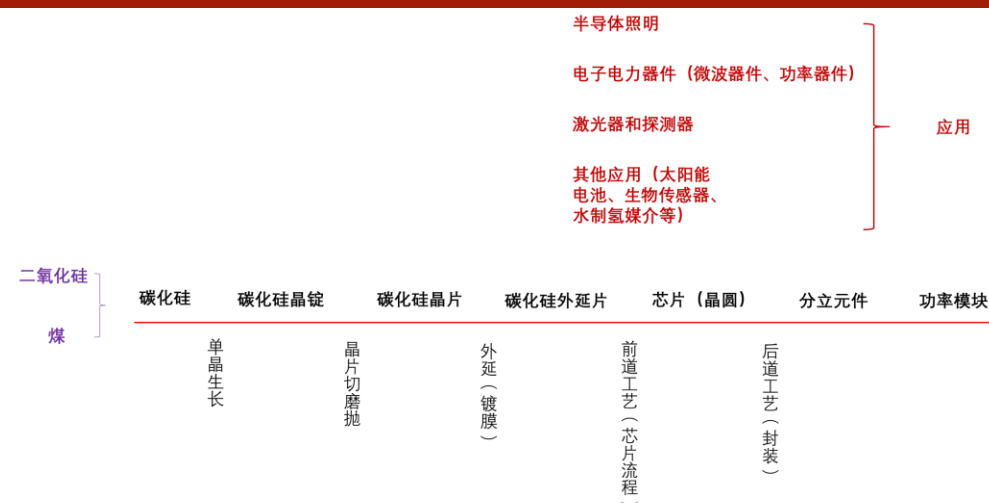 半导体照明
电子电力器件（微波器件、功率器件）
激光器和探测器
应用
其他应用（太阳能
电池、生物传感器、
水制氢媒介等）
二氧化硅
煤
碳化硅
碳化硅晶锭
碳化硅晶片
碳化硅外延片
芯片（晶圆）
分立元件
功率模块
单晶生长
晶片切磨抛
外延（镀膜）
前道工艺（芯片流程
后道工艺（封装）